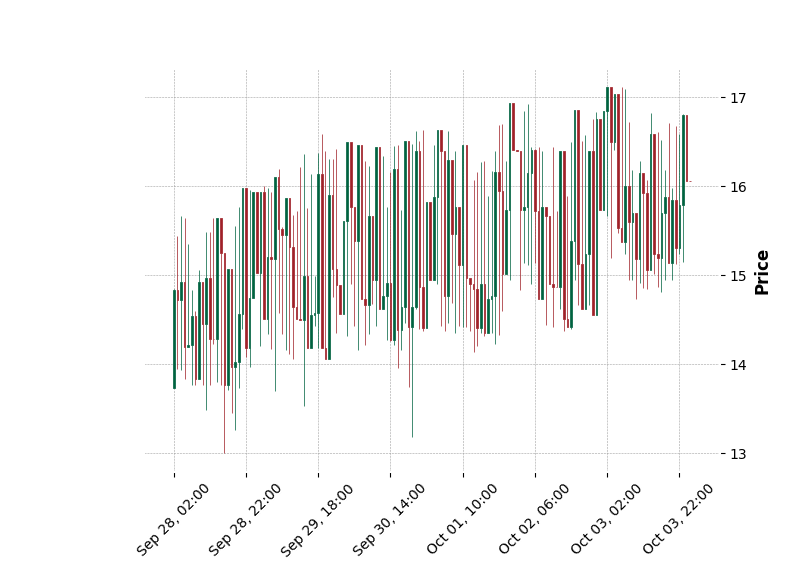 17
16
15
14
13
Price
Sep 28, 02:00
Sep 28, 22:00
Sep 29, 18:00
Sep 30, 14:00
Oct 01, 10:00
Oct 02, 06:00
Oct 03, 02:00
Oct 03, 22:00